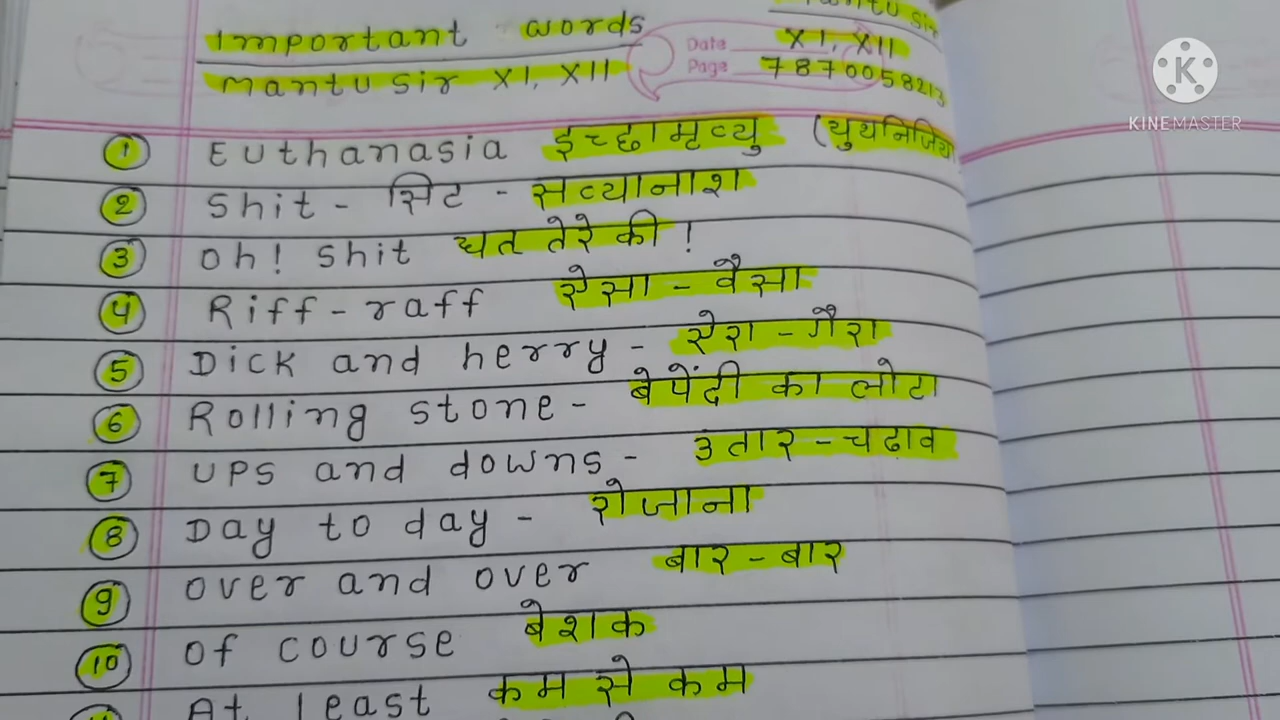 Important words
Mantu sir XI, XII
Mantu sir
Date XI, XII
Page 7870058213
KINEMASTER
① Euthanasia इच्छामृत्यु (युथनिजिया
② Shit - सिट - सत्यानाश
③ Oh! Shit धत तेरे की !
④ Riff - raff ऐसा - वैसा
⑤ Dick and herry - ऐरा - गैरा
⑥ Rolling stone - बेपेंदी का लोटा
⑦ UPS and downs - उतार - चढ़ाव
⑧ Day to day - रोजाना
⑨ over and over बार - बार
⑩ of course बेशक
At least कम से कम